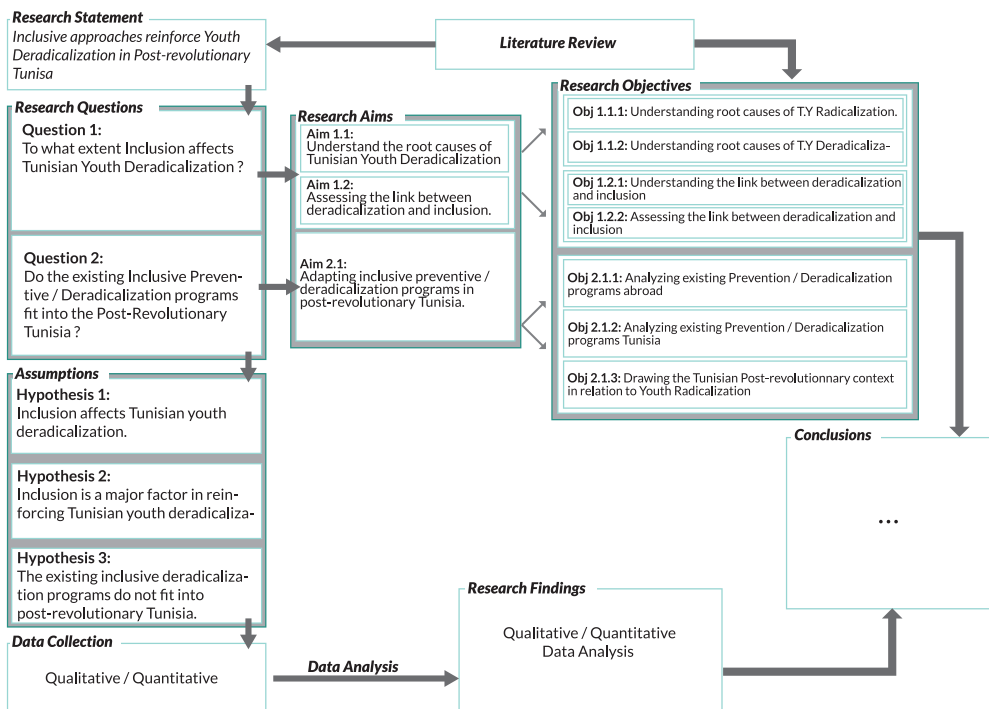 Research Statement
Inclusive approaches reinforce Youth
Deradicalization in Post-revolutionary
Tunisa
Literature Review
Research Questions
Question 1:
To what extent Inclusion affects
Tunisian Youth Deradicalization ?
Question 2:
Do the existing Inclusive Preven-
tive / Deradicalization programs
fit into the Post-Revolutionary
Tunisia ?
Research Aims
Aim 1.1:
Understand the root causes of
Tunisian Youth Deradicalization
Aim 1.2:
Assessing the link between
deradicalization and inclusion.
Aim 2.1:
Adapting inclusive preventive /
deradicalization programs in
post-revolutionary Tunisia.
Research Objectives
Obj 1.1.1: Understanding root causes of T.Y Radicalization.
Obj 1.1.2: Understanding root causes of T.Y Deradicaliza-
Obj 1.2.1: Understanding the link between deradicalization
and inclusion
Obj 1.2.2: Assessing the link between deradicalization and
inclusion
Obj 2.1.1: Analyzing existing Prevention / Deradicalization
programs abroad
Obj 2.1.2: Analyzing existing Prevention / Deradicalization
programs Tunisia
Obj 2.1.3: Drawing the Tunisian Post-revolutionnary context
in relation to Youth Radicalization
Assumptions
Hypothesis 1:
Inclusion affects Tunisian youth
deradicalization.
Hypothesis 2:
Inclusion is a major factor in rein-
forcing Tunisian youth deradicaliza-
Hypothesis 3:
The existing inclusive deradicaliza-
tion programs do not fit into
post-revolutionary Tunisia.
Data Collection
Qualitative / Quantitative
Data Analysis
Research Findings
Qualitative / Quantitative
Data Analysis
Conclusions
...